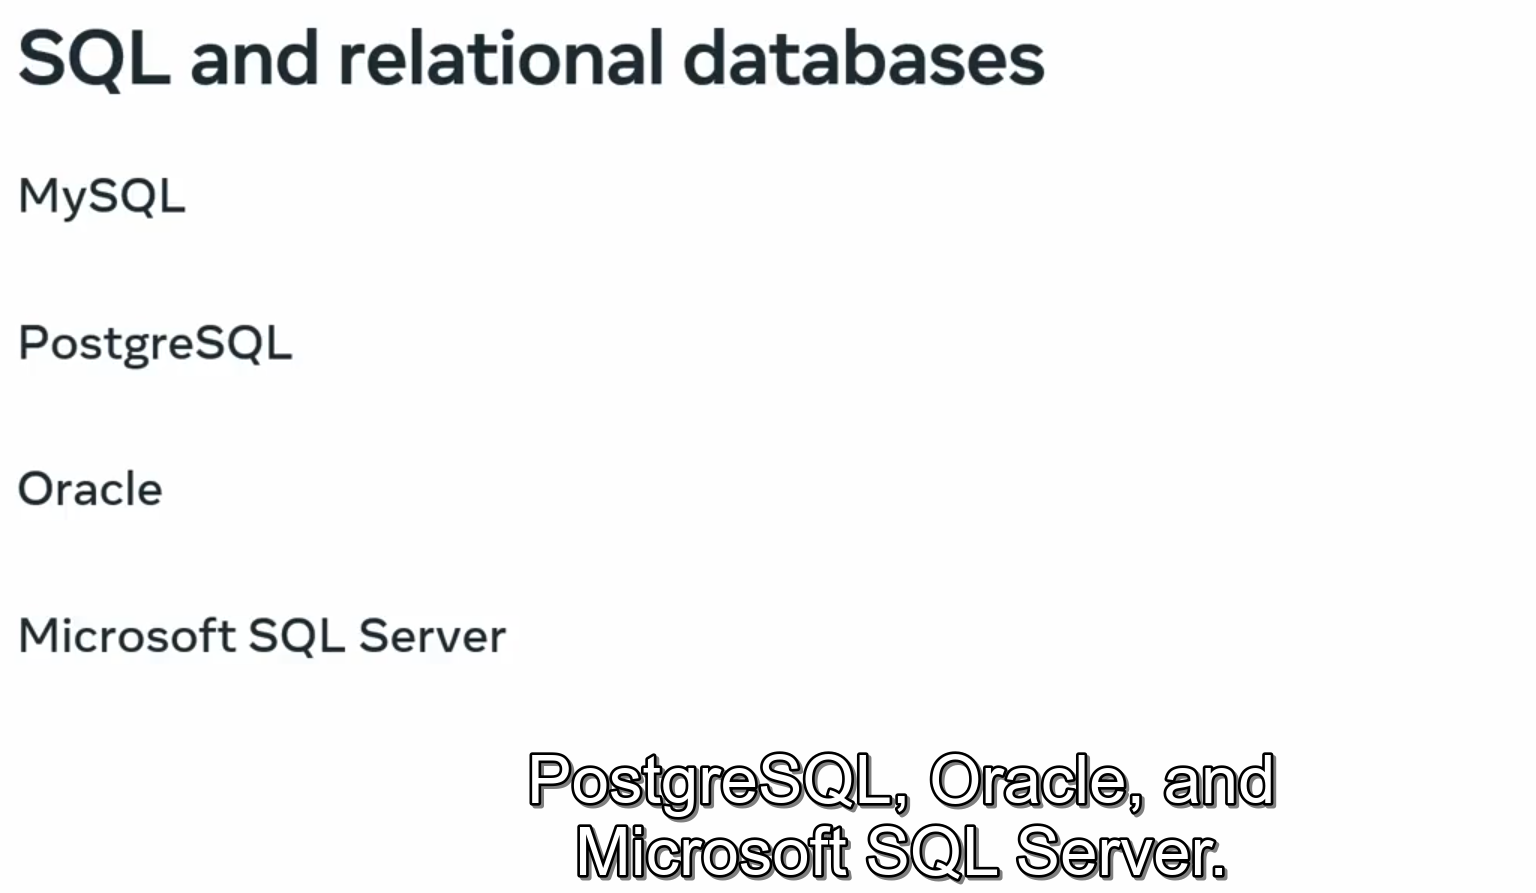 SQL and relational databases
MySQL
PostgreSQL
Oracle
Microsoft SQL Server
PostgreSQL, Oracle, and
Microsoft SQL Server.